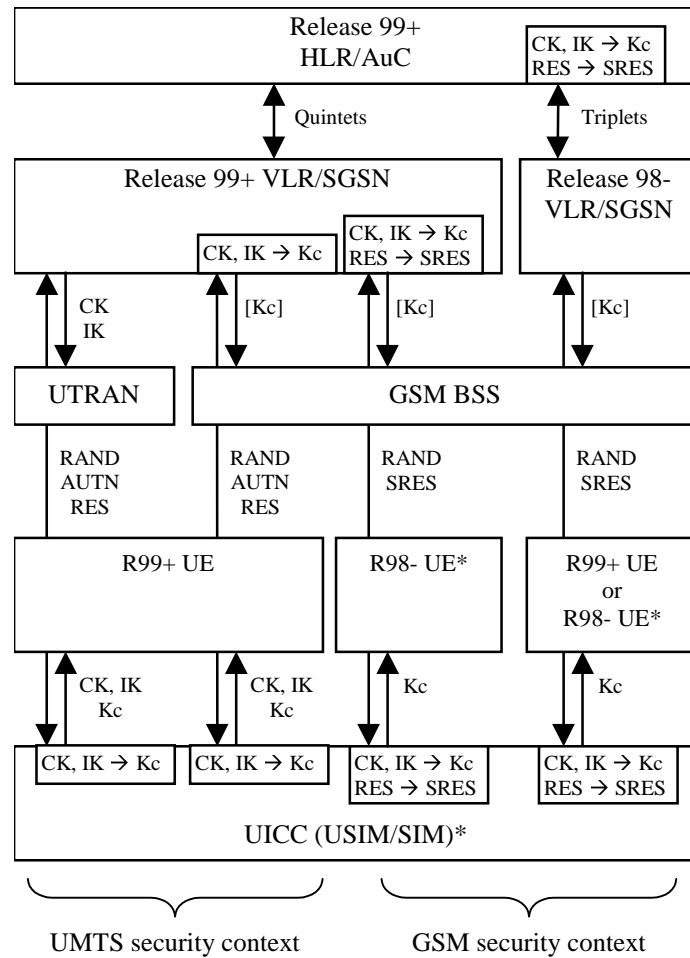 Release 99+
HLR/AuC
CK, IK → Kc
RES → SRES
Quintets
Triplets
Release 99+ VLR/SGSN
Release 98-
VLR/SGSN
CK, IK → Kc
CK, IK → Kc
RES → SRES
CK
IK
[Kc]
[Kc]
[Kc]
UTRAN
GSM BSS
RAND
AUTN
RES
RAND
AUTN
RES
RAND
SRES
RAND
SRES
R99+ UE
R98- UE*
R99+ UE
or
R98- UE*
CK, IK
Kc
CK, IK
Kc
Kc
Kc
CK, IK → Kc
CK, IK → Kc
CK, IK → Kc
RES → SRES
CK, IK → Kc
RES → SRES
UICC (USIM/SIM)*
UMTS security context
GSM security context